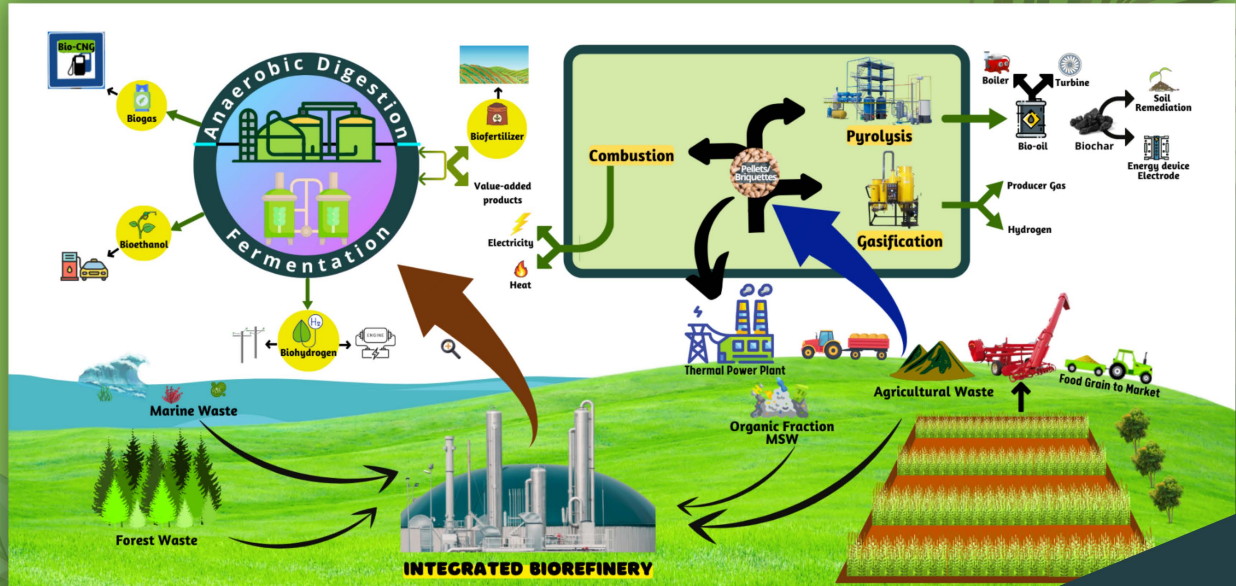 Bio-CNG
Biogas
Anaerobic Digestion
Fermentation
Bioethanol
H₂
Biohydrogen
ENGINE
Biofertilizer
Value-added
products
Electricity
Heat
Combustion
Pellets/
Briquettes
Pyrolysis
Gasification
Boiler
Turbine
Bio-oil
Biochar
Soil
Remediation
Energy device
Electrode
Producer Gas
Hydrogen
Thermal Power Plant
Agricultural Waste
Food Grain to Market
Organic Fraction
MSW
Marine Waste
Forest Waste
INTEGRATED BIOREFINERY